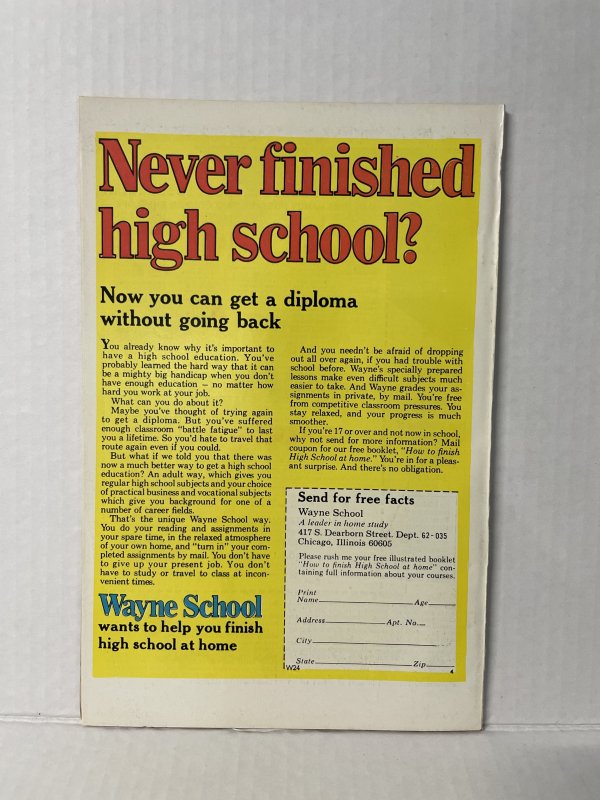 Never finished
high school?
Now you can get a diploma
without going back
You already know why it's important to
have a high school education. You've
probably learned the hard way that it can
be a mighty big handicap when you don't
have enough education — no matter how
hard you work at your job.
What can you do about it?
Maybe you've thought of trying again
to get a diploma. But you've suffered
enough classroom "battle fatigue" to last
you a lifetime. So you'd hate to travel that
route again even if you could.
But what if we told you that there was
now a much better way to get a high school
education? An adult way, which gives you
regular high school subjects and your choice
of practical business and vocational subjects
which give you background for one of a
number of career fields.
That's the unique Wayne School way.
You do your reading and assignments in
your spare time, in the relaxed atmosphere
of your own home, and "turn in" your com-
pleted assignments by mail. You don't have
to give up your present job. You don't
have to study or travel to class at incon-
venient times.
Wayne School
wants to help you finish
high school at home
And you needn't be afraid of dropping
out all over again, if you had trouble with
school before. Wayne's specially prepared
lessons make even difficult subjects much
easier to take. And Wayne grades your as-
signments in private, by mail. You're free
from competitive classroom pressures. You
stay relaxed, and your progress is much
smoother.
If you're 17 or over and not now in school,
why not send for more information? Mail
coupon for our free booklet, "How to finish
High School at home." You're in for a pleas-
ant surprise. And there's no obligation.
Send for free facts
Wayne School
A leader in home study
417 S. Dearborn Street. Dept. 62-035
Chicago, Illinois 60605
Please rush me your free illustrated booklet
"How to finish High School at home" con-
taining full information about your courses.
Print
Name Age
Address Apt. No.
City
State Zip
W24 4